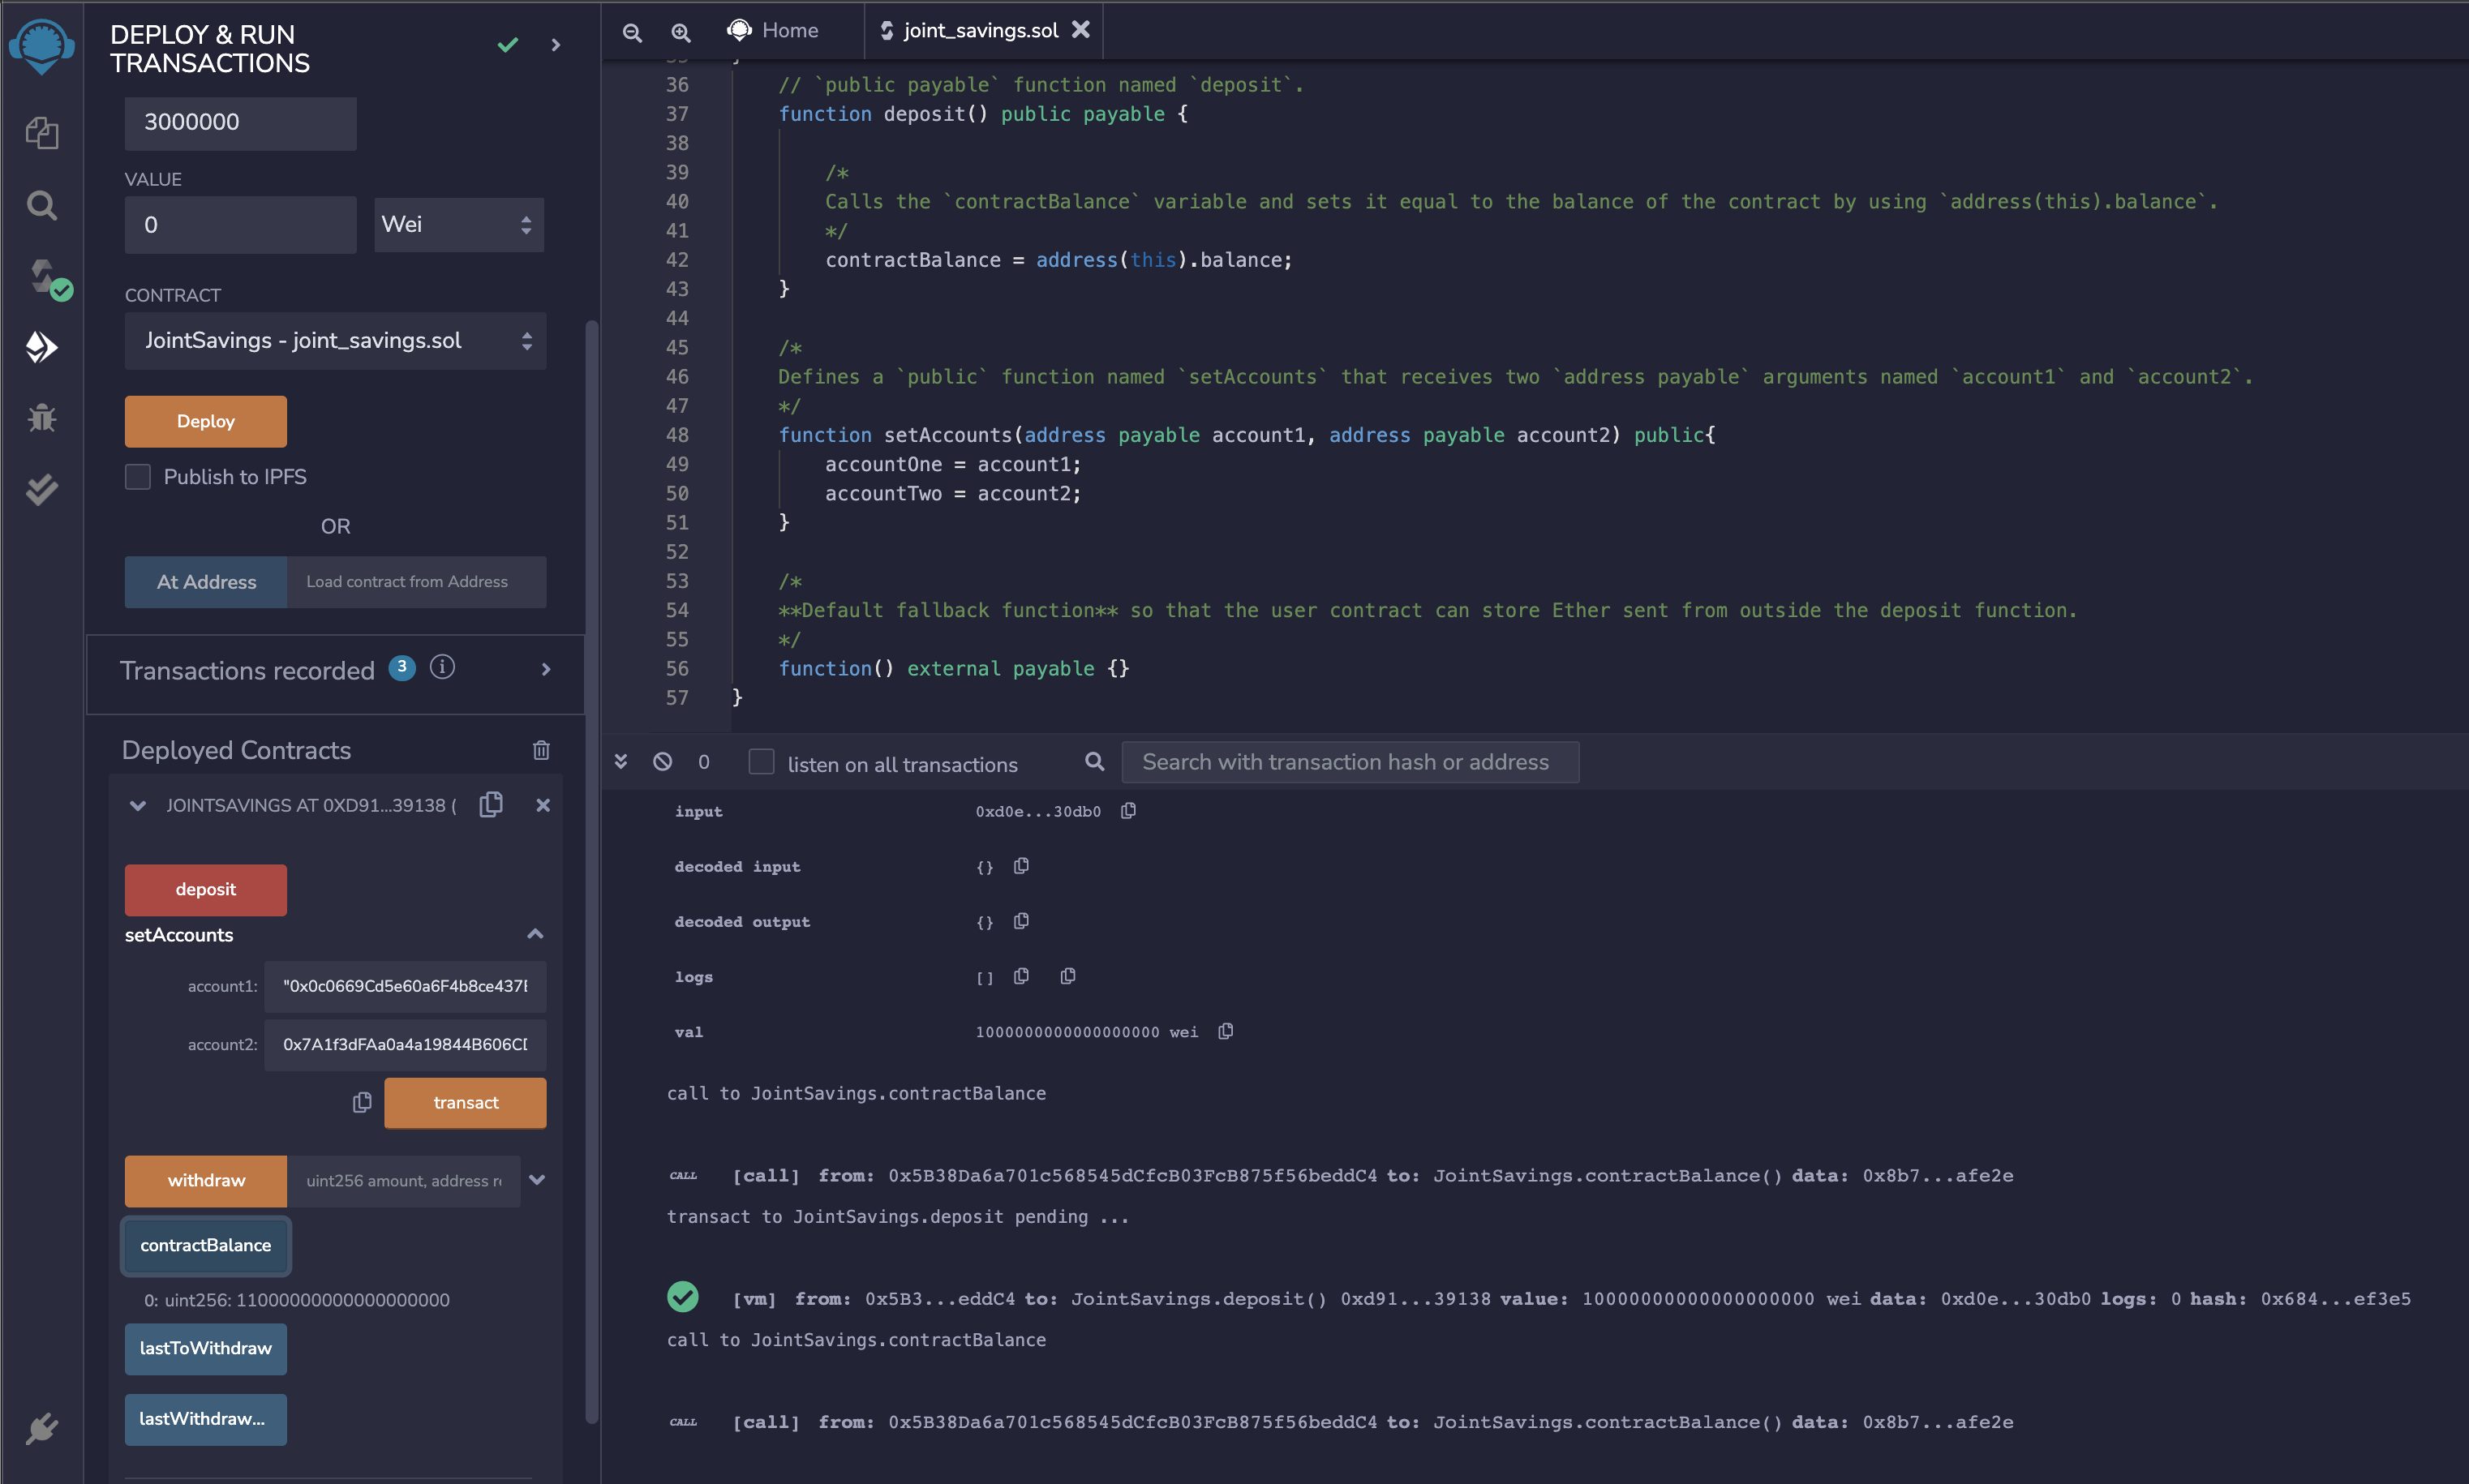 DEPLOY & RUN
TRANSACTIONS
3000000
VALUE
0
Wei
CONTRACT
JointSavings - joint_savings.sol
Deploy
Publish to IPFS
OR
At Address
Load contract from Address
Transactions recorded 3 i
Deployed Contracts
JOINTSAVINGS AT 0XD91...39138 (
deposit
setAccounts
account1: "0x0c0669Cd5e60a6F4b8ce437E
account2: 0x7A1f3dFAa0a4a19844B606CD
transact
withdraw
uint256 amount, address re
contractBalance
0: uint256: 11000000000000000000
lastToWithdraw
lastWithdraw...
Home
joint_savings.sol
36 // `public payable` function named `deposit`.
37 function deposit() public payable {
38
39 /*
40 Calls the `contractBalance` variable and sets it equal to the balance of the contract by using `address(this).balance`.
41 */
42 contractBalance = address(this).balance;
43 }
44
45 /*
46 Defines a `public` function named `setAccounts` that receives two `address payable` arguments named `account1` and `account2`.
47 */
48 function setAccounts(address payable account1, address payable account2) public{
49 accountOne = account1;
50 accountTwo = account2;
51 }
52
53 /*
54 **Default fallback function** so that the user contract can store Ether sent from outside the deposit function.
55 */
56 function() external payable {}
57 }
0
listen on all transactions
Search with transaction hash or address
input 0xd0e...30db0
decoded input {}
decoded output {}
logs []
val 1000000000000000000 wei
call to JointSavings.contractBalance
CALL [call] from: 0x5B38Da6a701c568545dCfcB03FcB875f56beddC4 to: JointSavings.contractBalance() data: 0x8b7...afe2e
transact to JointSavings.deposit pending ...
[vm] from: 0x5B3...eddC4 to: JointSavings.deposit() 0xd91...39138 value: 10000000000000000000 wei data: 0xd0e...30db0 logs: 0 hash: 0x684...ef3e5
call to JointSavings.contractBalance
CALL [call] from: 0x5B38Da6a701c568545dCfcB03FcB875f56beddC4 to: JointSavings.contractBalance() data: 0x8b7...afe2e